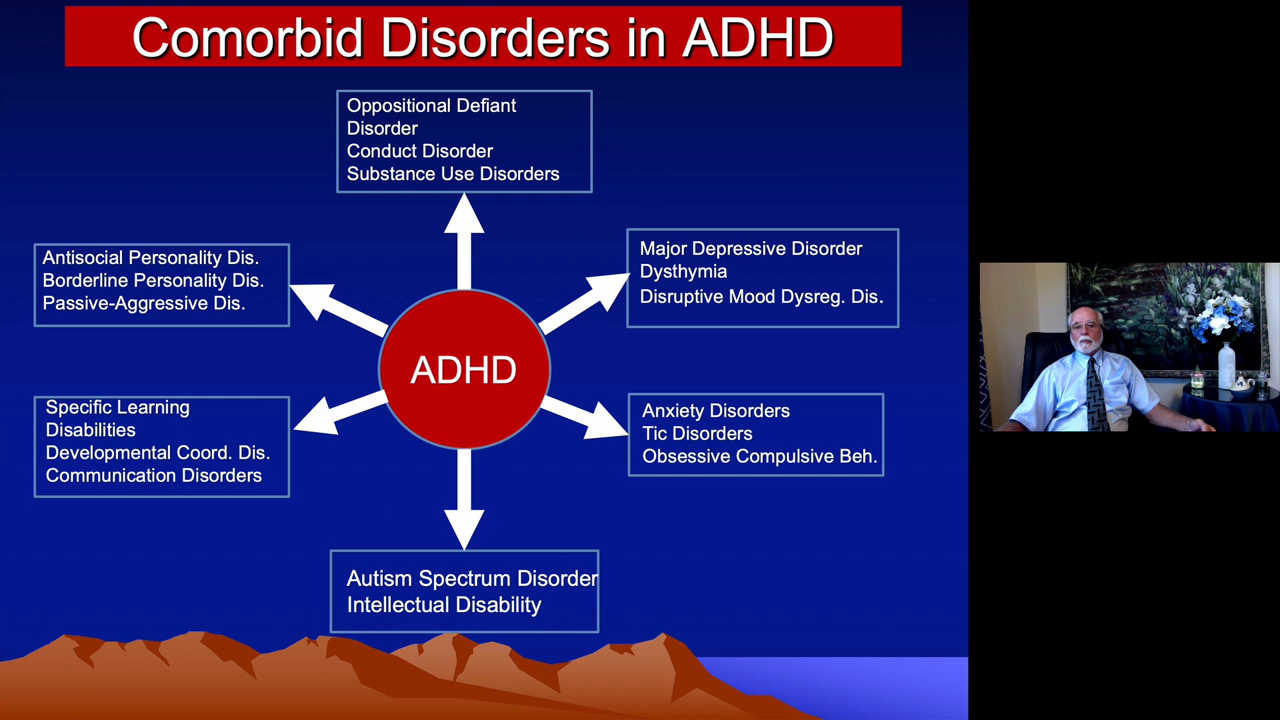 Comorbid Disorders in ADHD
Oppositional Defiant
Disorder
Conduct Disorder
Substance Use Disorders
Antisocial Personality Dis.
Borderline Personality Dis.
Passive-Aggressive Dis.
Major Depressive Disorder
Dysthymia
Disruptive Mood Dysreg. Dis.
ADHD
Specific Learning
Disabilities
Developmental Coord. Dis.
Communication Disorders
Anxiety Disorders
Tic Disorders
Obsessive Compulsive Beh.
Autism Spectrum Disorder
Intellectual Disability